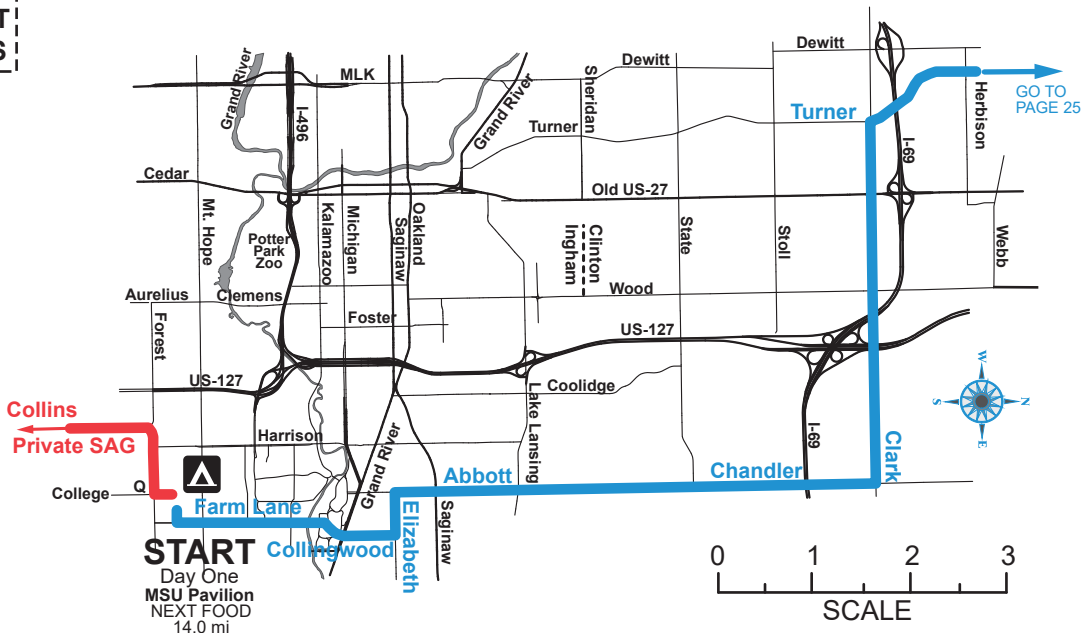 T
S
MLK
Dewitt
Dewitt
Grand River
I-496
Grand River
Sheridan
Turner
Turner
I-69
Herbison
GO TO
PAGE 25
Cedar
Old US-27
Mt. Hope
Potter
Park
Zoo
Kalamazoo
Michigan
Saginaw
Oakland
Clinton
Ingham
State
Stoll
Webb
Aurelius
Clemens
Wood
Forest
Foster
US-127
US-127
Coolidge
Lake Lansing
W
S
N
E
Collins
Private SAG
Harrison
Grand River
Abbott
Chandler
I-69
Clark
College
Q
Farm Lane
Collingwood
Elizabeth
Saginaw
START
Day One
MSU Pavilion
NEXT FOOD
14.0 mi
0 1 2 3
SCALE